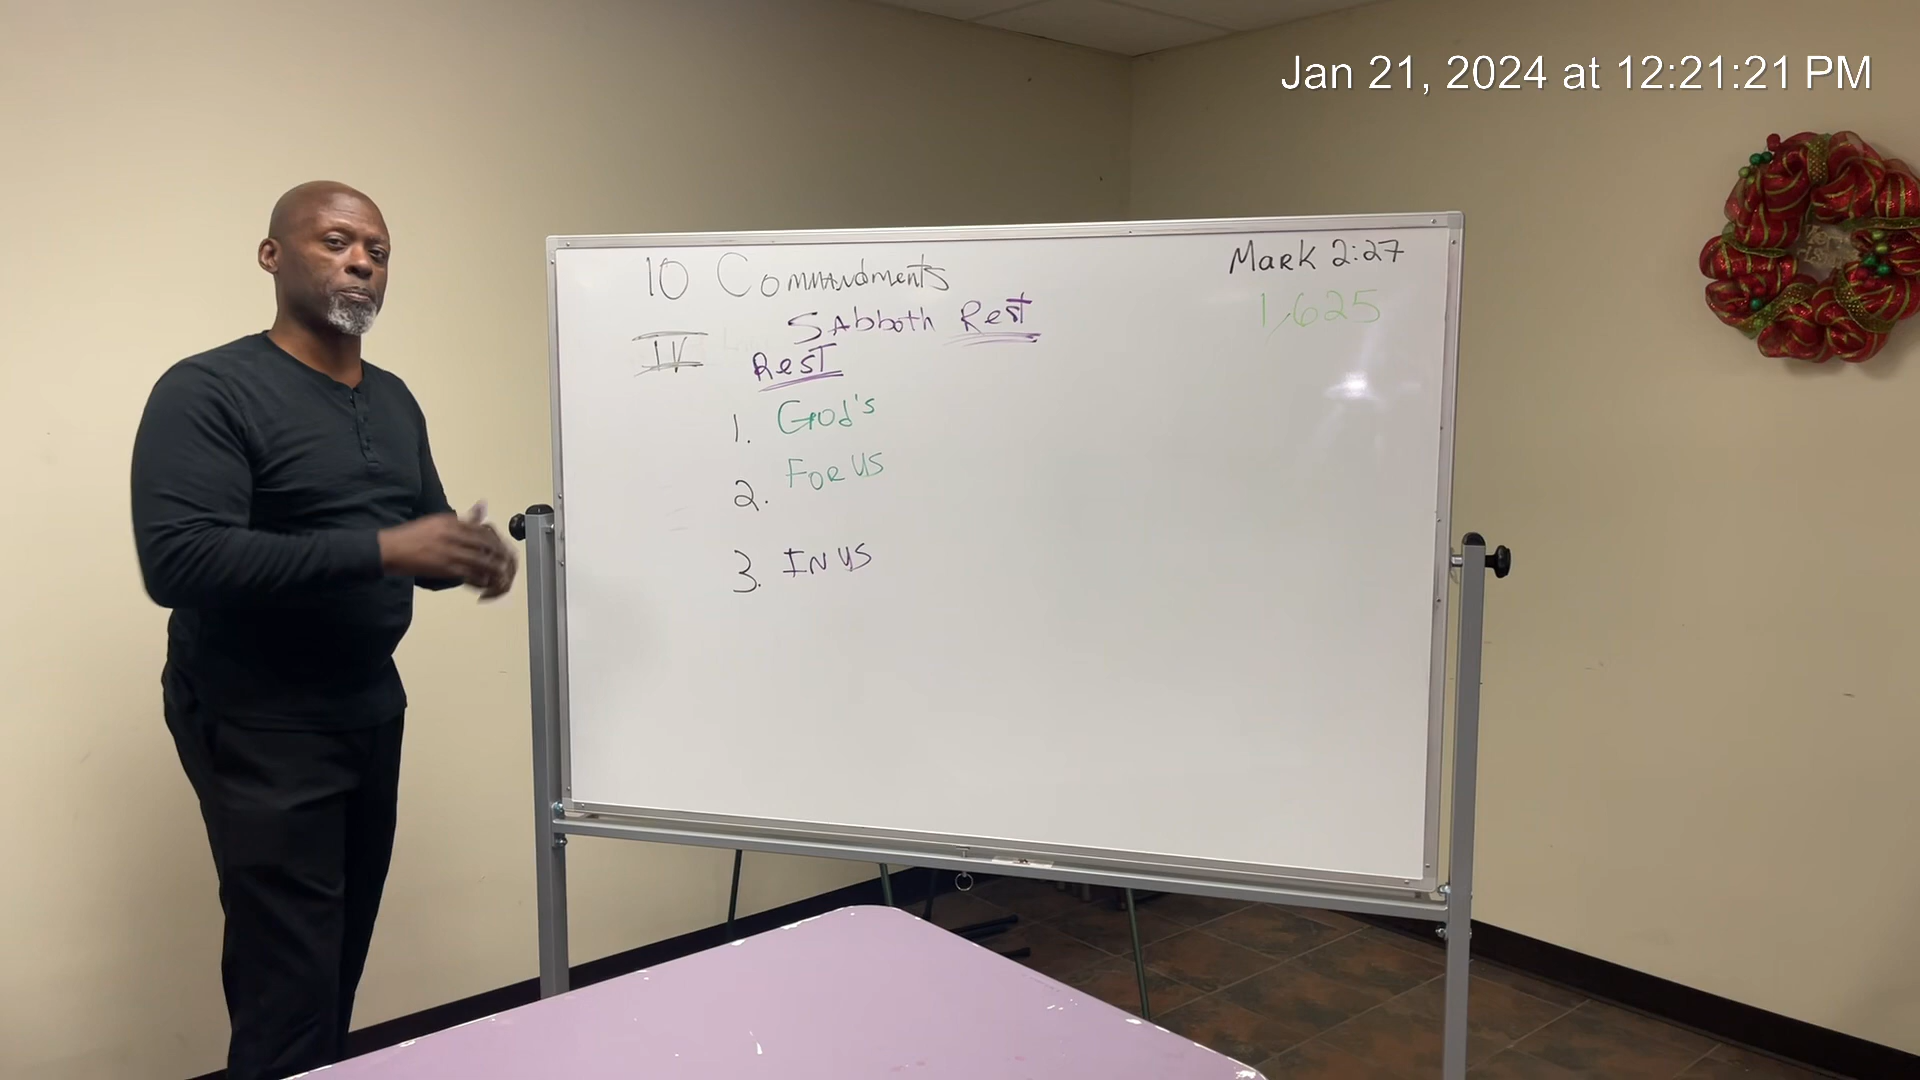 Jan 21, 2024 at 12:21:21 PM
10 Commandments
Mark 2:27
Sabboth Rest
1,625
IV
Rest
1. God's
2. For us
3. IN us